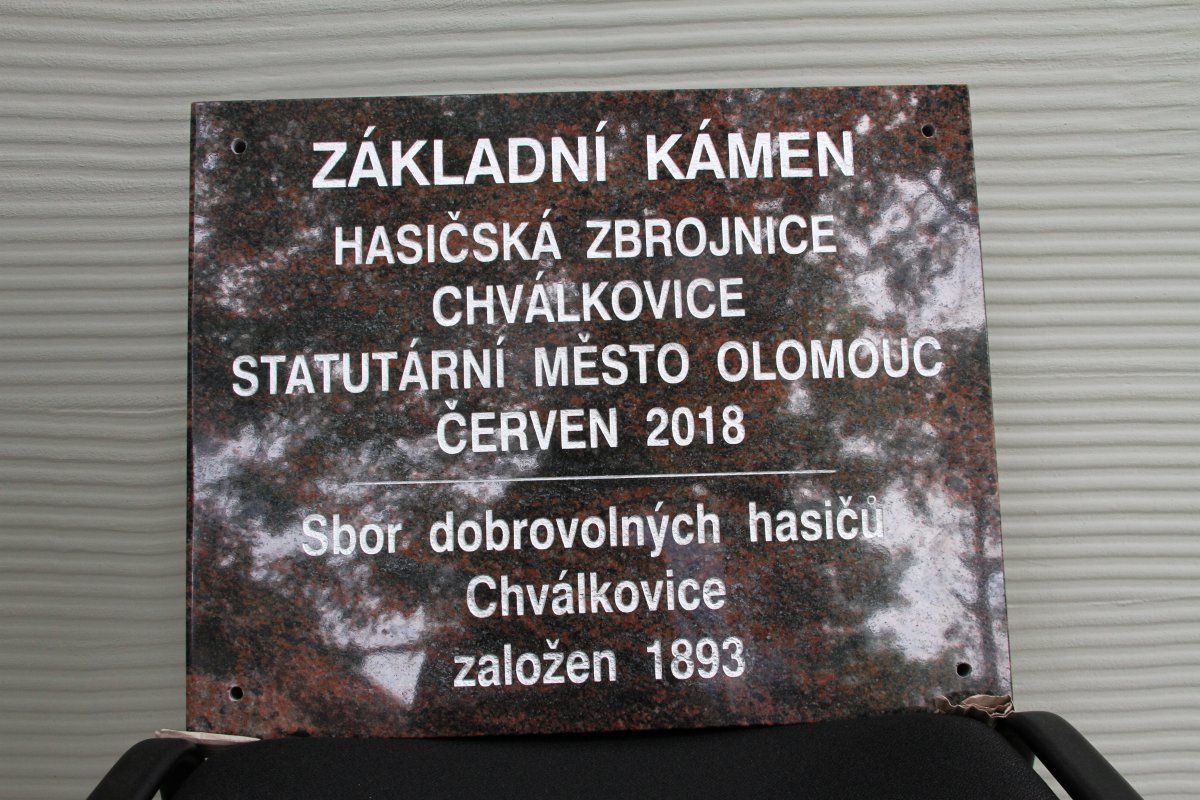 ZÁKLADNÍ KÁMEN
HASIČSKÁ ZBROJNICE
CHVÁLKOVICE
STATUTÁRNÍ MĚSTO OLOMOUC
ČERVEN 2018
Sbor dobrovolných hasičů
Chválkovice
založen 1893